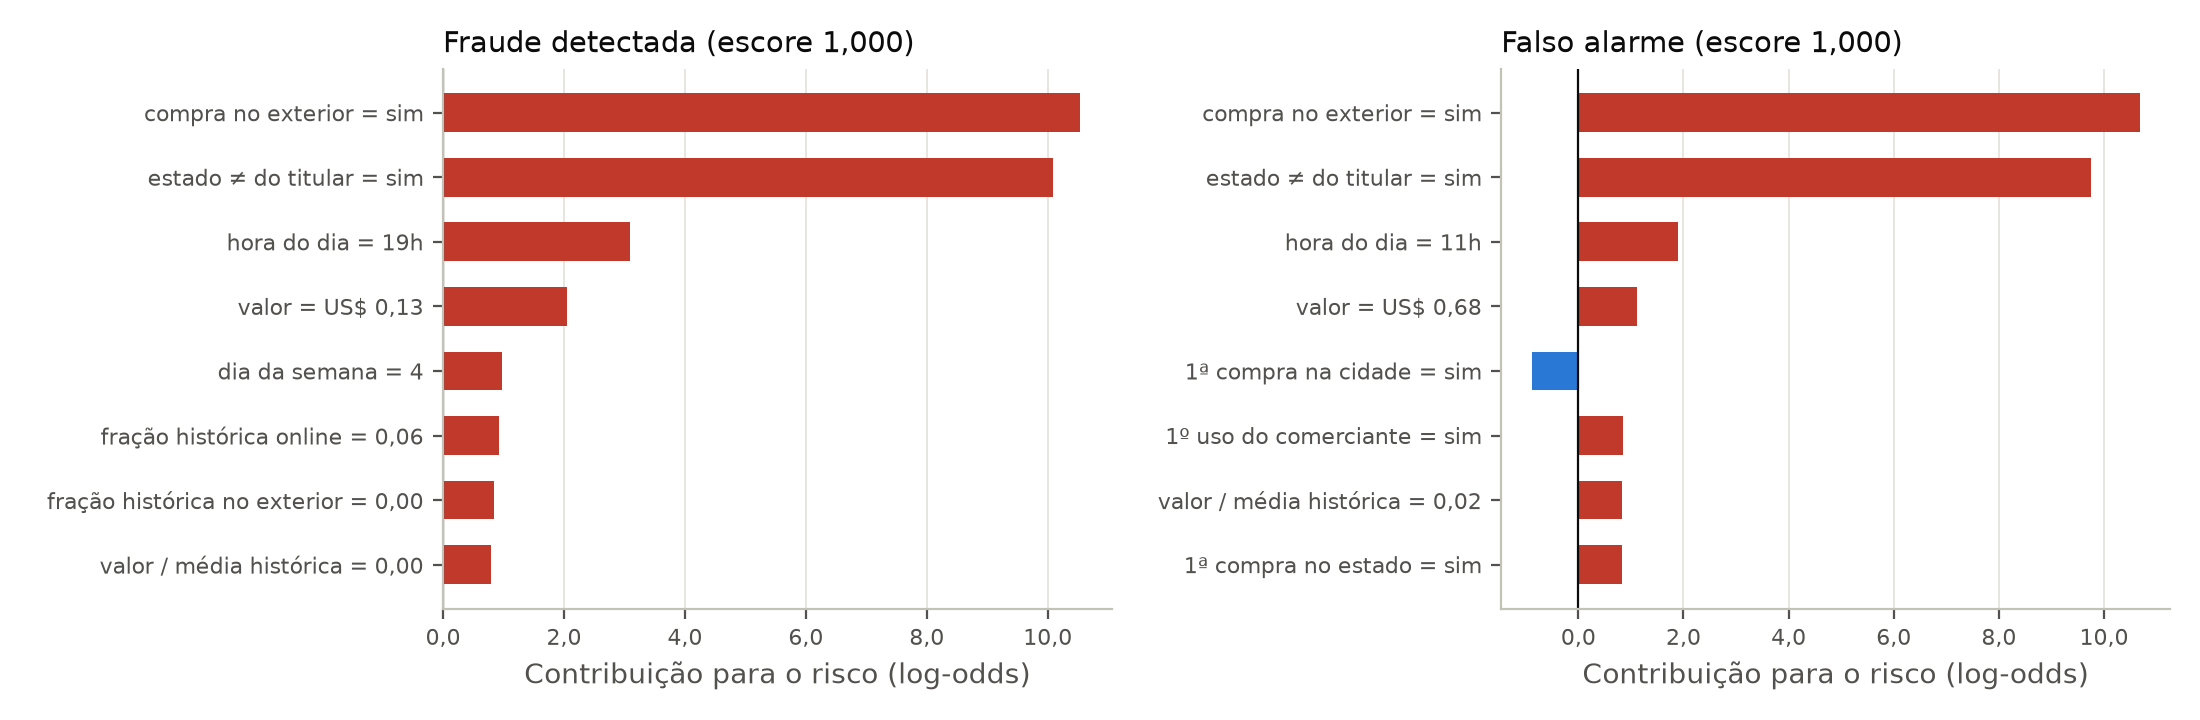 Fraude detectada (escore 1,000)
compra no exterior = sim
estado ≠ do titular = sim
hora do dia = 19h
valor = US$ 0,13
dia da semana = 4
fração histórica online = 0,06
fração histórica no exterior = 0,00
valor / média histórica = 0,00
0,0 2,0 4,0 6,0 8,0 10,0
Contribuição para o risco (log-odds)
Falso alarme (escore 1,000)
compra no exterior = sim
estado ≠ do titular = sim
hora do dia = 11h
valor = US$ 0,68
1ª compra na cidade = sim
1º uso do comerciante = sim
valor / média histórica = 0,02
1ª compra no estado = sim
0,0 2,0 4,0 6,0 8,0 10,0
Contribuição para o risco (log-odds)